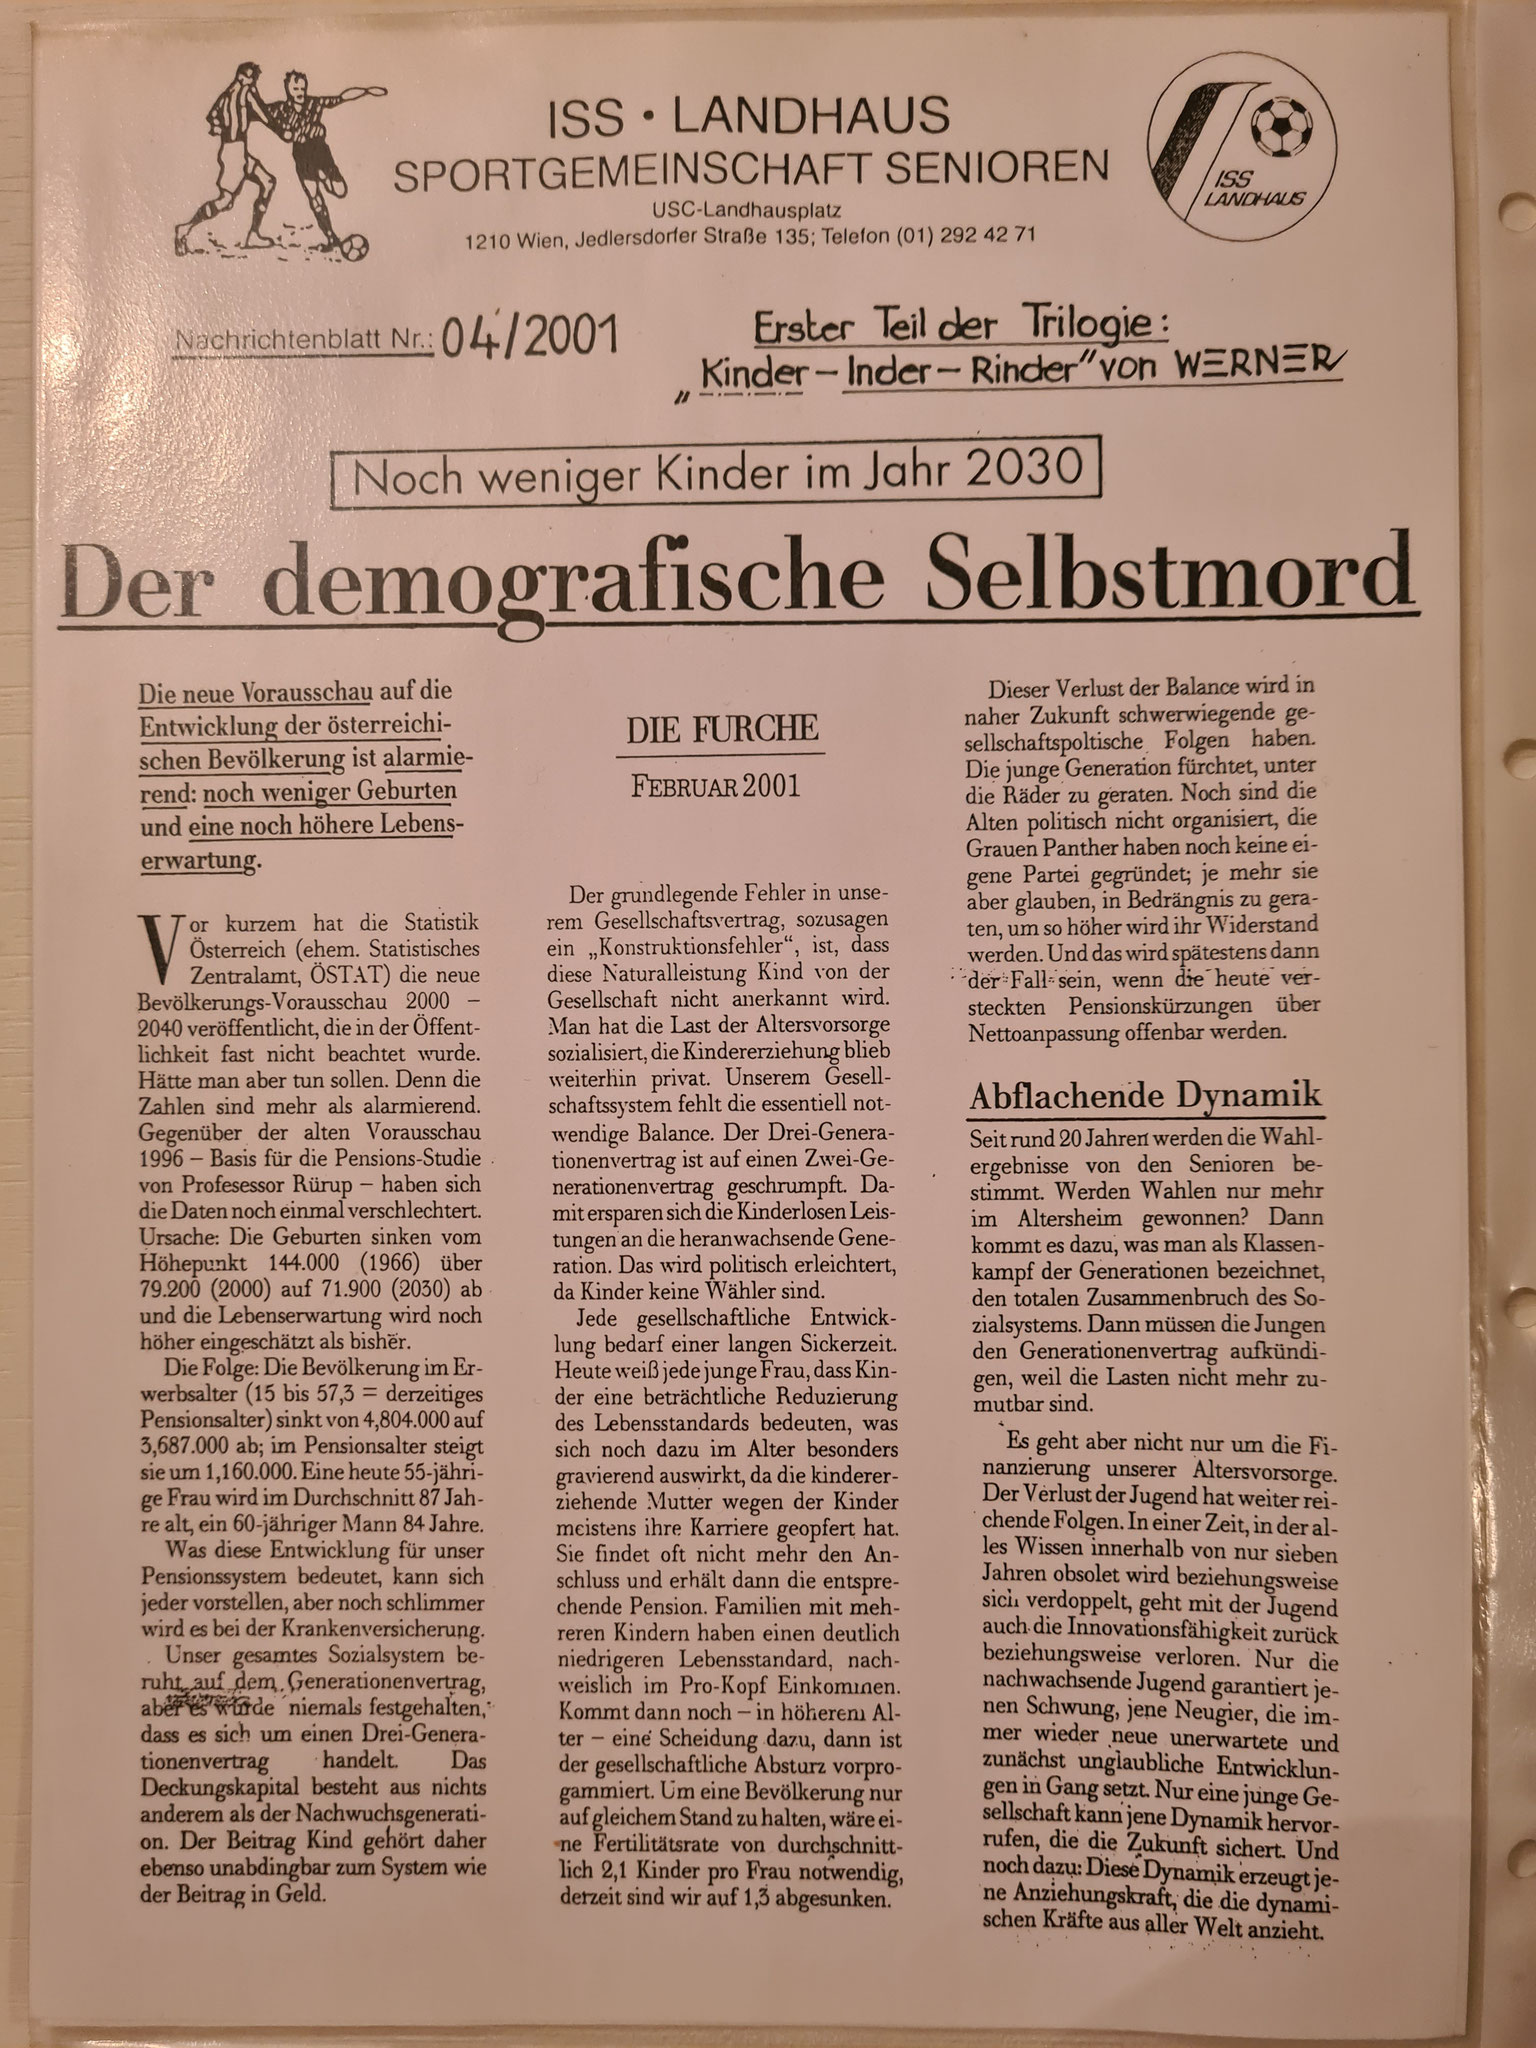 ISS • LANDHAUS
SPORTGEMEINSCHAFT SENIOREN
USC-Landhausplatz
1210 Wien, Jedlersdorfer Straße 135; Telefon (01) 292 42 71
ISS
LANDHAUS
Nachrichtenblatt Nr.: 04/2001
Erster Teil der Trilogie:
„Kinder – Inder – Rinder" von WERNER
Noch weniger Kinder im Jahr 2030
Der demografische Selbstmord
Die neue Vorausschau auf die
Entwicklung der österreichi-
schen Bevölkerung ist alarmie-
rend: noch weniger Geburten
und eine noch höhere Lebens-
erwartung.
Vor kurzem hat die Statistik
Österreich (ehem. Statistisches
Zentralamt, ÖSTAT) die neue
Bevölkerungs-Vorausschau 2000 –
2040 veröffentlicht, die in der Öffent-
lichkeit fast nicht beachtet wurde.
Hätte man aber tun sollen. Denn die
Zahlen sind mehr als alarmierend.
Gegenüber der alten Vorausschau
1996 – Basis für die Pensions-Studie
von Profesessor Rürup – haben sich
die Daten noch einmal verschlechtert.
Ursache: Die Geburten sinken vom
Höhepunkt 144.000 (1966) über
79.200 (2000) auf 71.900 (2030) ab
und die Lebenserwartung wird noch
höher eingeschätzt als bisher.
Die Folge: Die Bevölkerung im Er-
werbsalter (15 bis 57,3 = derzeitiges
Pensionsalter) sinkt von 4,804.000 auf
3,687.000 ab; im Pensionsalter steigt
sie um 1,160.000. Eine heute 55-jähri-
ge Frau wird im Durchschnitt 87 Jah-
re alt, ein 60-jähriger Mann 84 Jahre.
Was diese Entwicklung für unser
Pensionssystem bedeutet, kann sich
jeder vorstellen, aber noch schlimmer
wird es bei der Krankenversicherung.
Unser gesamtes Sozialsystem be-
ruht auf dem Generationenvertrag,
aber es wurde niemals festgehalten,
dass es sich um einen Drei-Genera-
tionenvertrag handelt. Das
Deckungskapital besteht aus nichts
anderem als der Nachwuchsgenerati-
on. Der Beitrag Kind gehört daher
ebenso unabdingbar zum System wie
der Beitrag in Geld.
DIE FURCHE
FEBRUAR 2001
Der grundlegende Fehler in unse-
rem Gesellschaftsvertrag, sozusagen
ein „Konstruktionsfehler“, ist, dass
diese Naturalleistung Kind von der
Gesellschaft nicht anerkannt wird.
Man hat die Last der Altersvorsorge
sozialisiert, die Kindererziehung blieb
weiterhin privat. Unserem Gesell-
schaftssystem fehlt die essentiell not-
wendige Balance. Der Drei-Genera-
tionenvertrag ist auf einen Zwei-Ge-
nerationenvertrag geschrumpft. Da-
mit ersparen sich die Kinderlosen Leis-
tungen an die heranwachsende Gene-
ration. Das wird politisch erleichtert,
da Kinder keine Wähler sind.
Jede gesellschaftliche Entwick-
lung bedarf einer langen Sickerzeit.
Heute weiß jede junge Frau, dass Kin-
der eine beträchtliche Reduzierung
des Lebensstandards bedeuten, was
sich noch dazu im Alter besonders
gravierend auswirkt, da die kinderer-
ziehende Mutter wegen der Kinder
meistens ihre Karriere geopfert hat.
Sie findet oft nicht mehr den An-
schluss und erhält dann die entspre-
chende Pension. Familien mit meh-
reren Kindern haben einen deutlich
niedrigeren Lebensstandard, nach-
weislich im Pro-Kopf Einkommen.
Kommt dann noch – in höherem Al-
ter – eine Scheidung dazu, dann ist
der gesellschaftliche Absturz vorpro-
gammiert. Um eine Bevölkerung nur
auf gleichem Stand zu halten, wäre ei-
ne Fertilitätsrate von durchschnitt-
lich 2,1 Kinder pro Frau notwendig,
derzeit sind wir auf 1,3 abgesunken.
Dieser Verlust der Balance wird in
naher Zukunft schwerwiegende ge-
sellschaftspoltische Folgen haben.
Die junge Generation fürchtet, unter
die Räder zu geraten. Noch sind die
Alten politisch nicht organisiert, die
Grauen Panther haben noch keine ei-
gene Partei gegründet; je mehr sie
aber glauben, in Bedrängnis zu gera-
ten, um so höher wird ihr Widerstand
werden. Und das wird spätestens dann
der Fall sein, wenn die heute ver-
steckten Pensionskürzungen über
Nettoanpassung offenbar werden.
Abflachende Dynamik
Seit rund 20 Jahren werden die Wahl-
ergebnisse von den Senioren be-
stimmt. Werden Wahlen nur mehr
im Altersheim gewonnen? Dann
kommt es dazu, was man als Klassen-
kampf der Generationen bezeichnet,
den totalen Zusammenbruch des So-
zialsystems. Dann müssen die Jungen
den Generationenvertrag aufkündi-
gen, weil die Lasten nicht mehr zu-
mutbar sind.
Es geht aber nicht nur um die Fi-
nanzierung unserer Altersvorsorge.
Der Verlust der Jugend hat weiter rei-
chende Folgen. In einer Zeit, in der al-
les Wissen innerhalb von nur sieben
Jahren obsolet wird beziehungsweise
sich verdoppelt, geht mit der Jugend
auch die Innovationsfähigkeit zurück
beziehungsweise verloren. Nur die
nachwachsende Jugend garantiert je-
nen Schwung, jene Neugier, die im-
mer wieder neue unerwartete und
zunächst unglaubliche Entwicklun-
gen in Gang setzt. Nur eine junge Ge-
sellschaft kann jene Dynamik hervor-
rufen, die die Zukunft sichert. Und
noch dazu: Diese Dynamik erzeugt je-
ne Anziehungskraft, die die dynami-
schen Kräfte aus aller Welt anzieht.